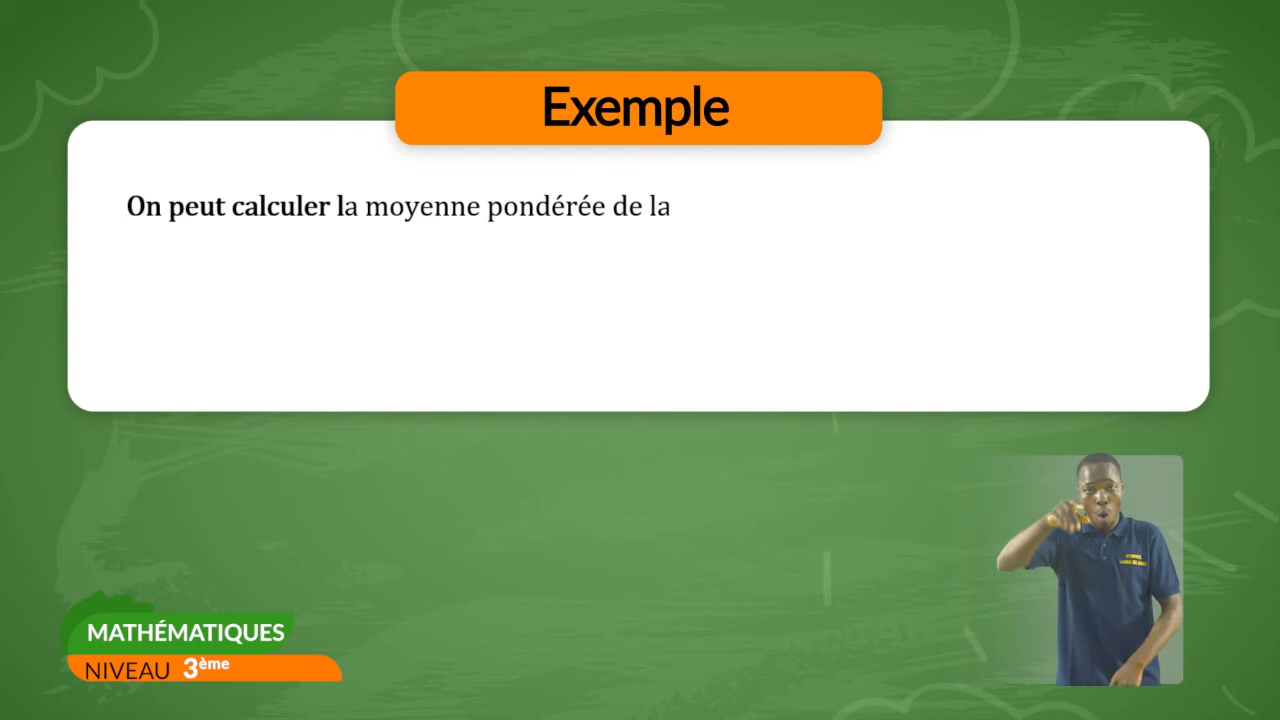 Exemple
On peut calculer la moyenne pondérée de la
MATHÉMATIQUES
NIVEAU 3ème